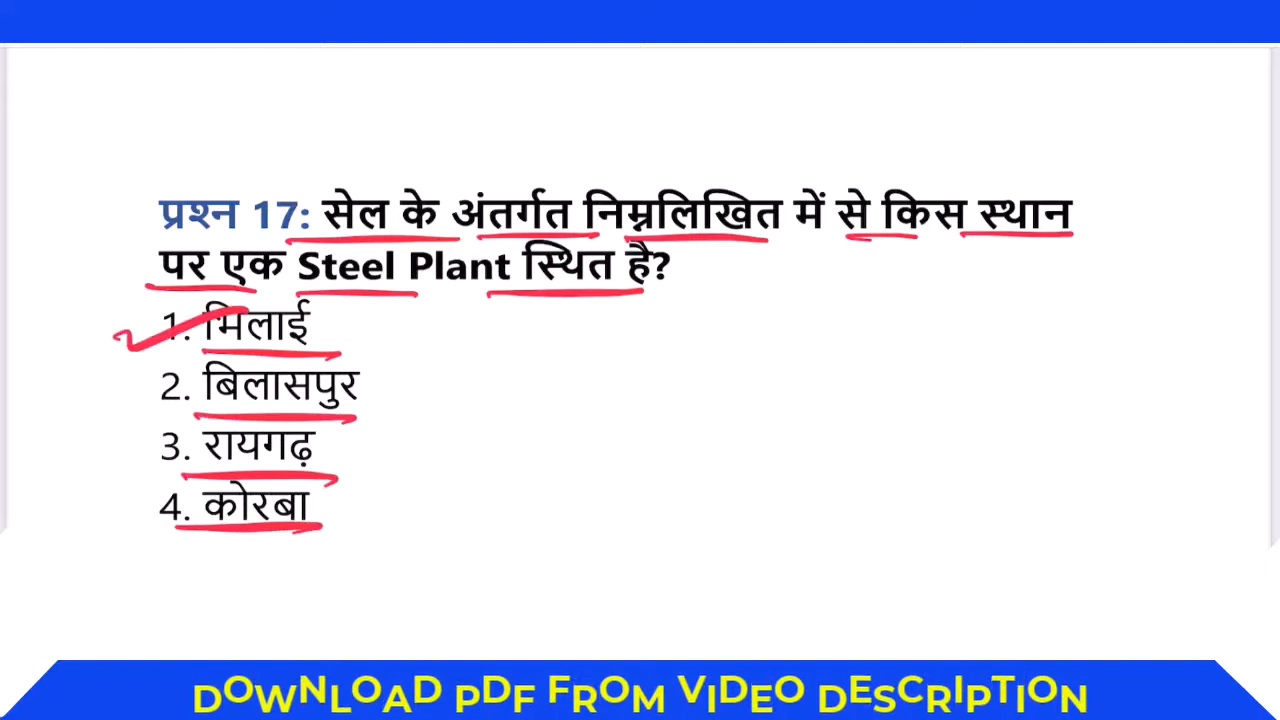 प्रश्न 17: सेल के अंतर्गत निम्नलिखित में से किस स्थान
पर एक Steel Plant स्थित है?
1. भिलाई
2. बिलासपुर
3. रायगढ़
4. कोरबा
DOWNLOAD PDF FROM VIDEO DESCRIPTION